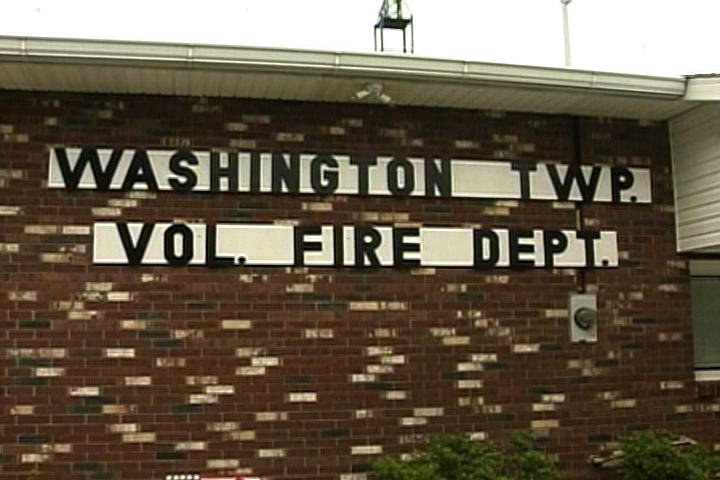 WASHINGTON TWP.
VOL. FIRE DEPT.